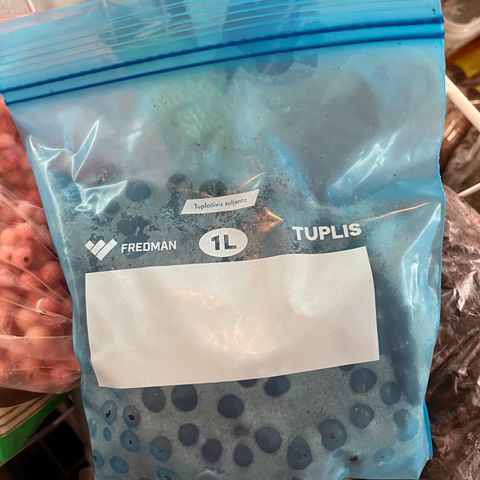 Tuplatiivis suljenta
FREDMAN 1L TUPLIS